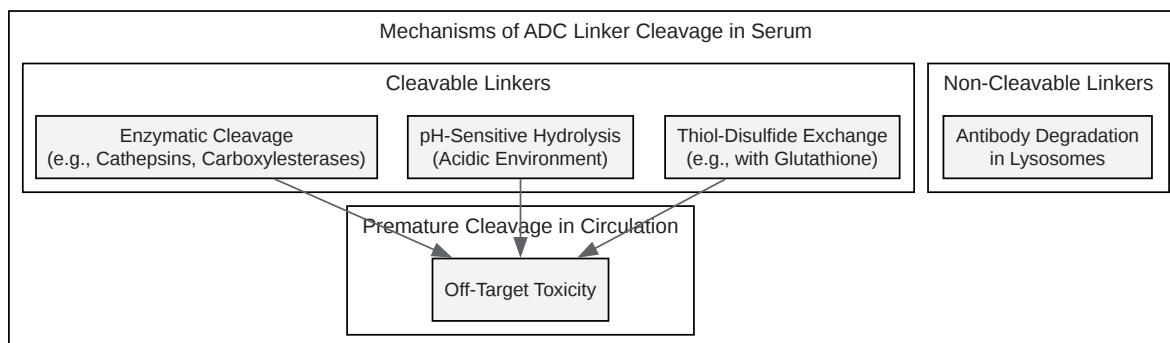 Mechanisms of ADC Linker Cleavage in Serum
Cleavable Linkers
Non-Cleavable Linkers
Enzymatic Cleavage
(e.g., Cathepsins, Carboxylesterases)
pH-Sensitive Hydrolysis
(Acidic Environment)
Thiol-Disulfide Exchange
(e.g., with Glutathione)
Antibody Degradation
in Lysosomes
Premature Cleavage in Circulation
Off-Target Toxicity